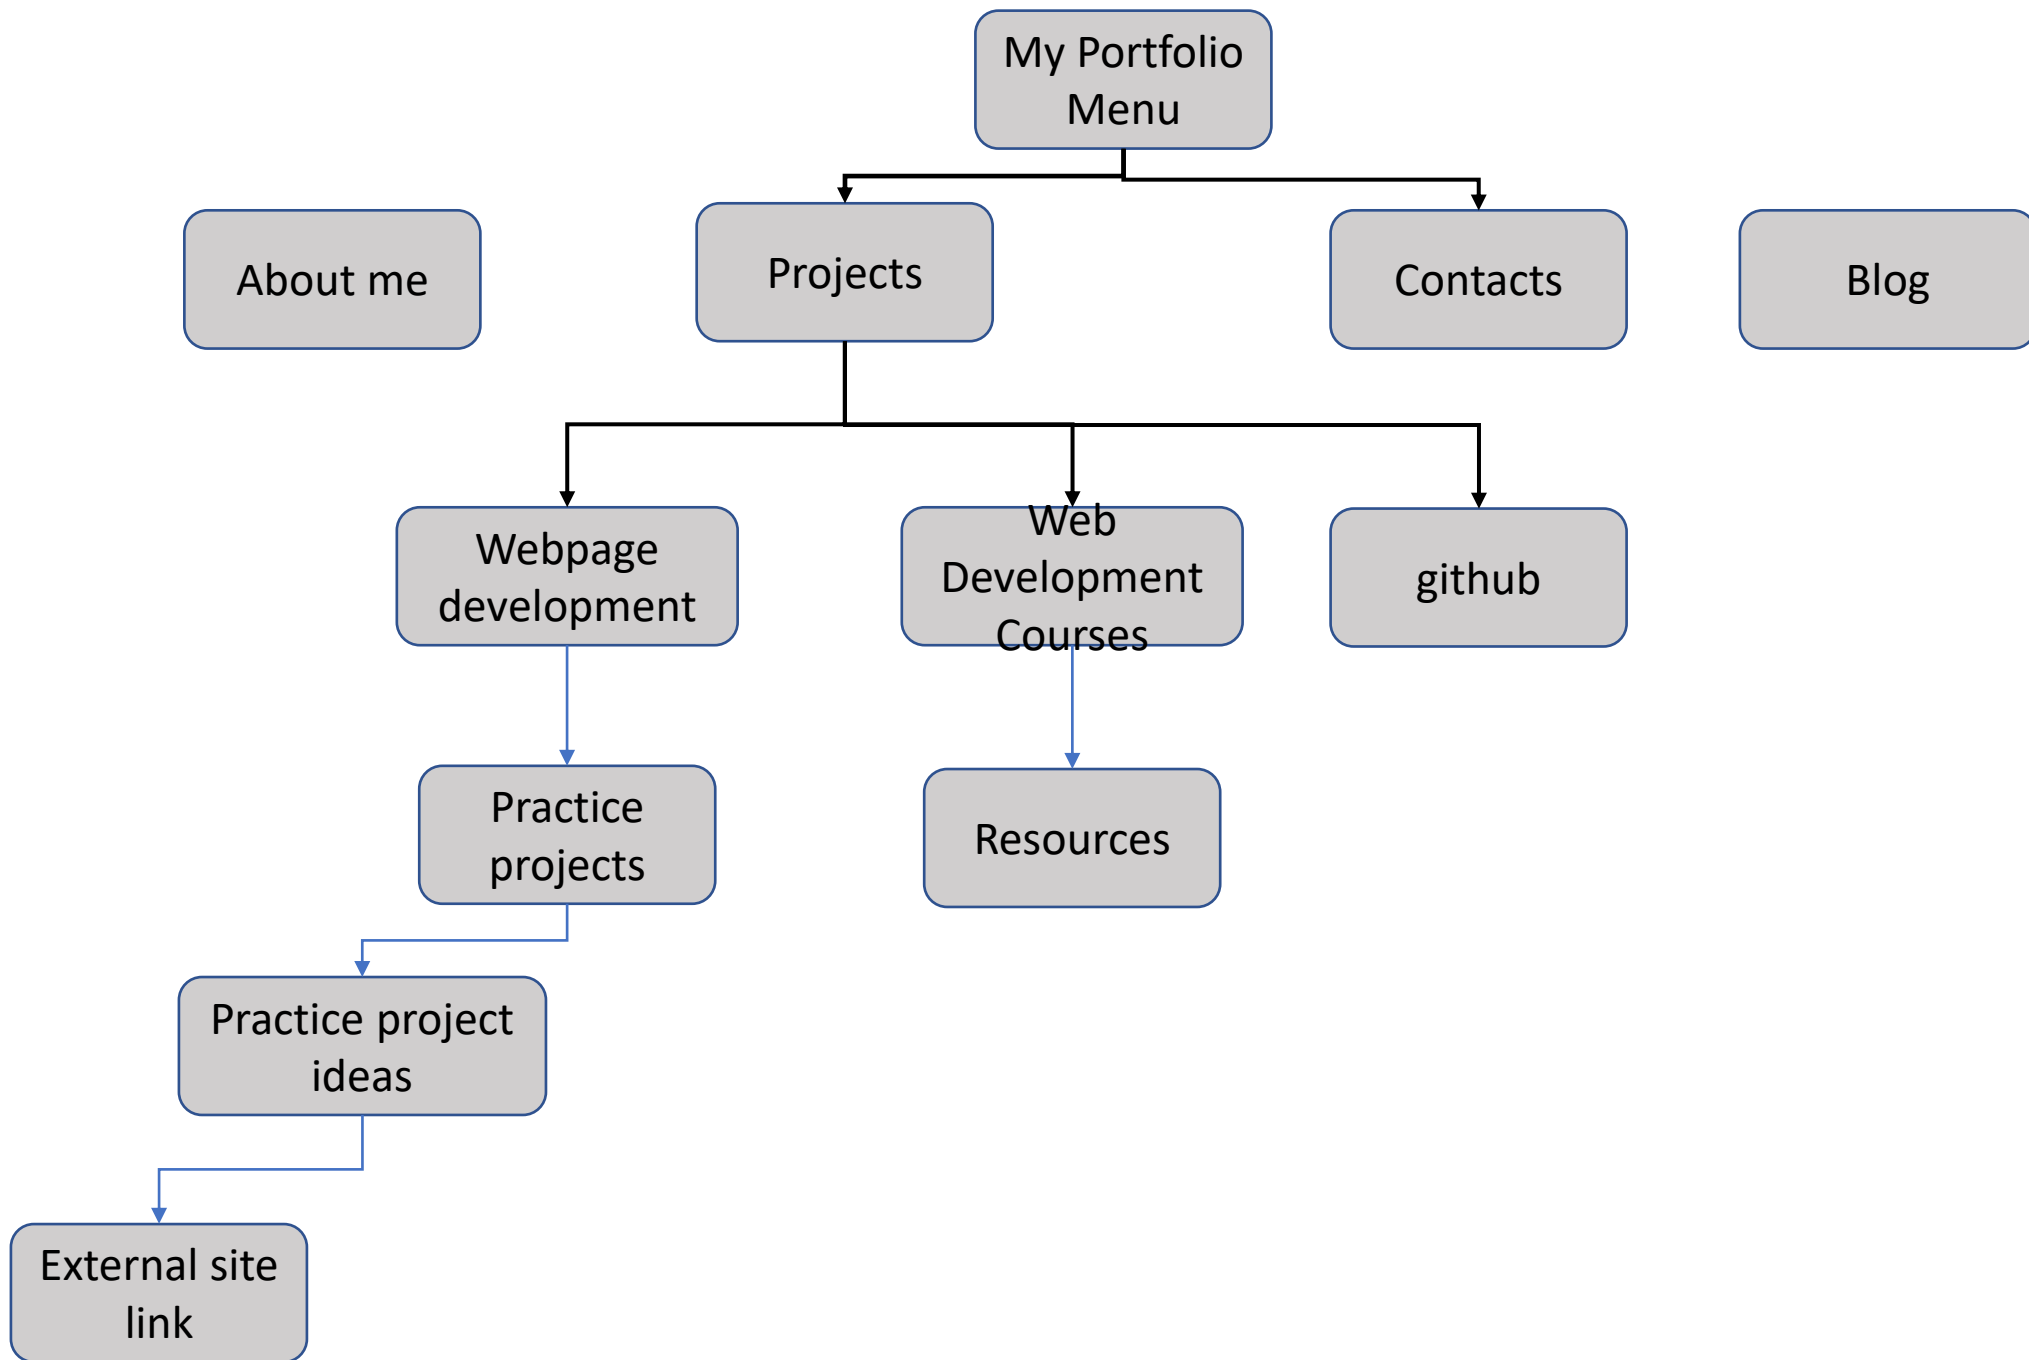 My Portfolio
Menu
About me
Projects
Contacts
Blog
Webpage
development
Web
Development
Courses
github
Practice
projects
Resources
Practice project
ideas
External site
link